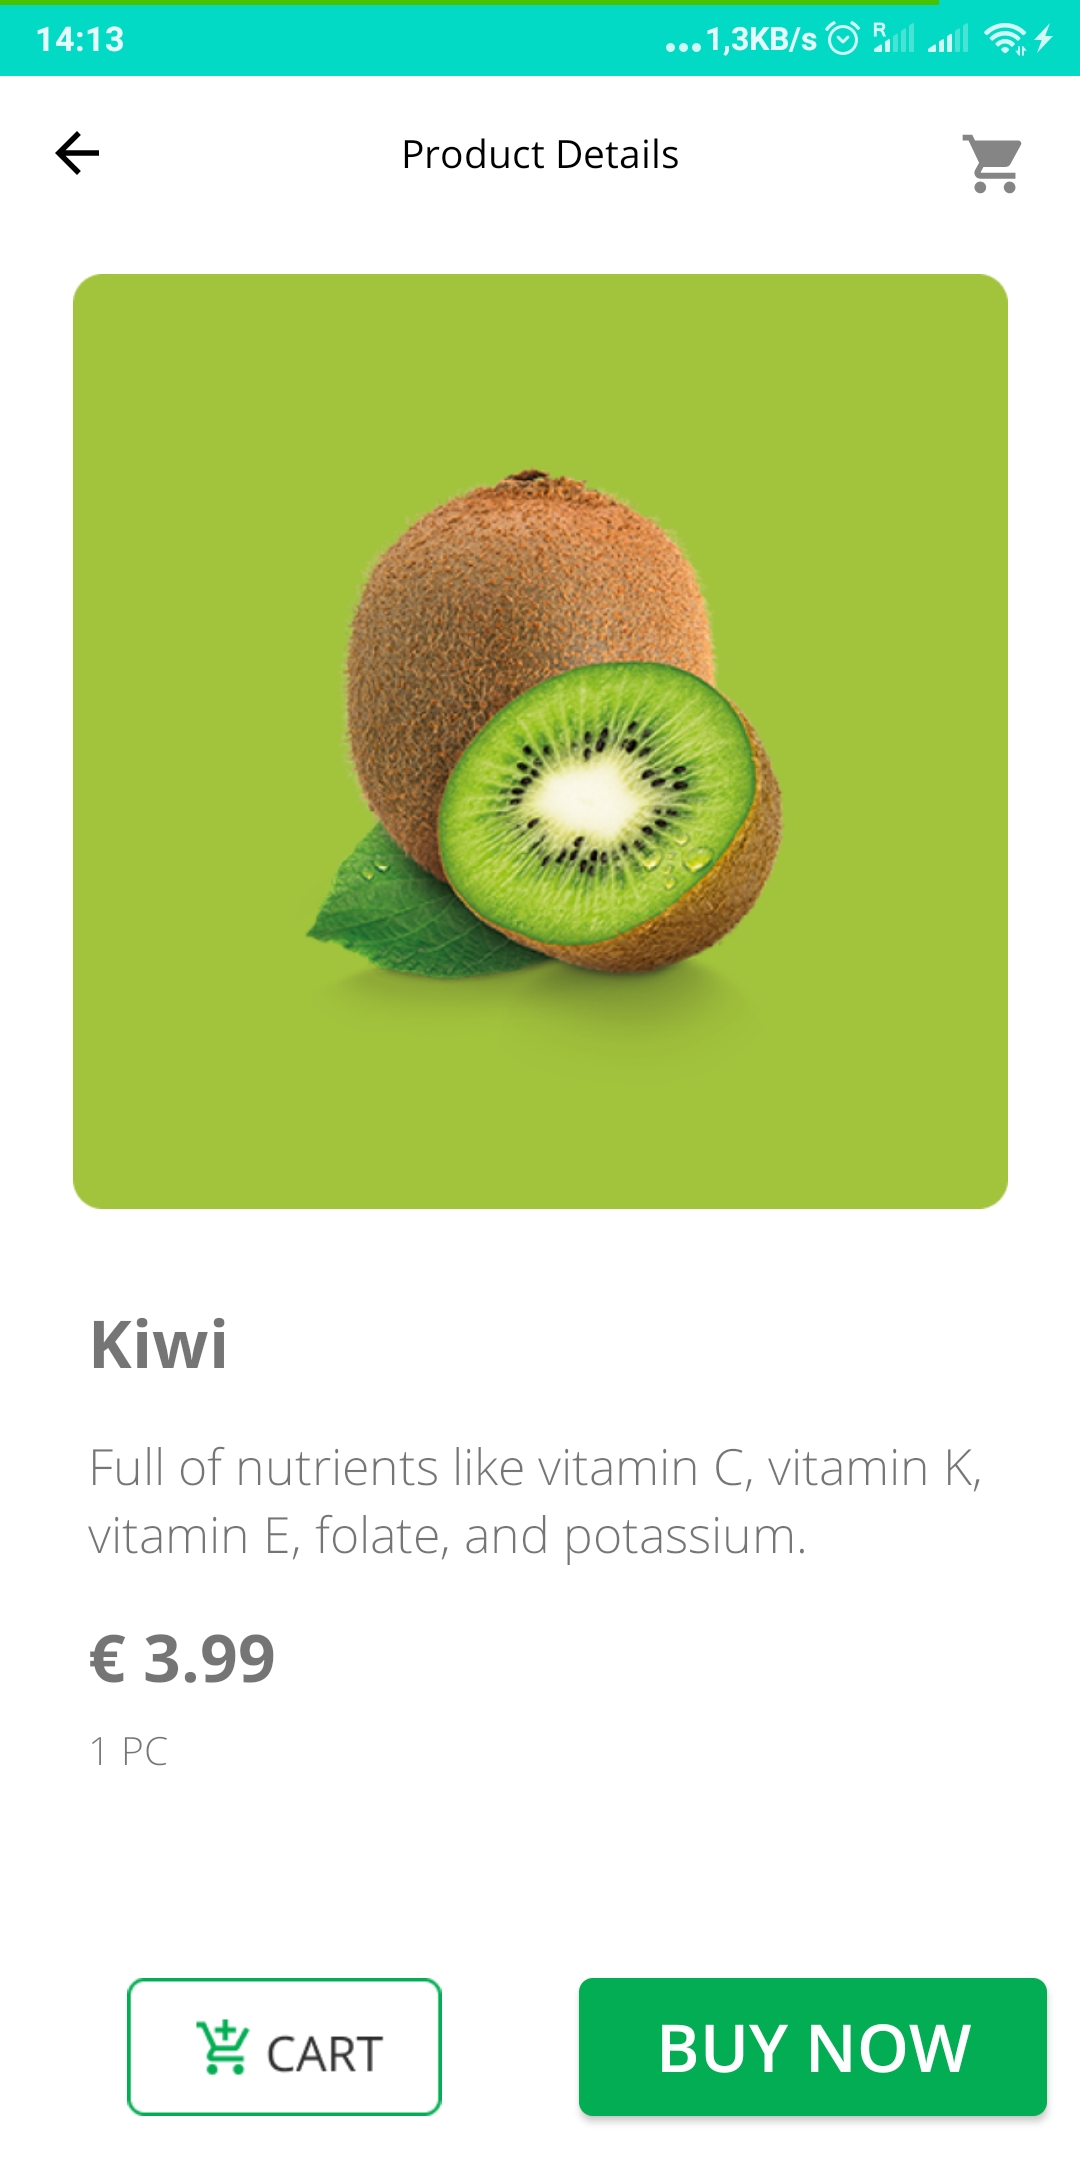 14:13
...1,3KB/s R
Product Details
Kiwi
Full of nutrients like vitamin C, vitamin K,
vitamin E, folate, and potassium.
€ 3.99
1 PC
CART
BUY NOW